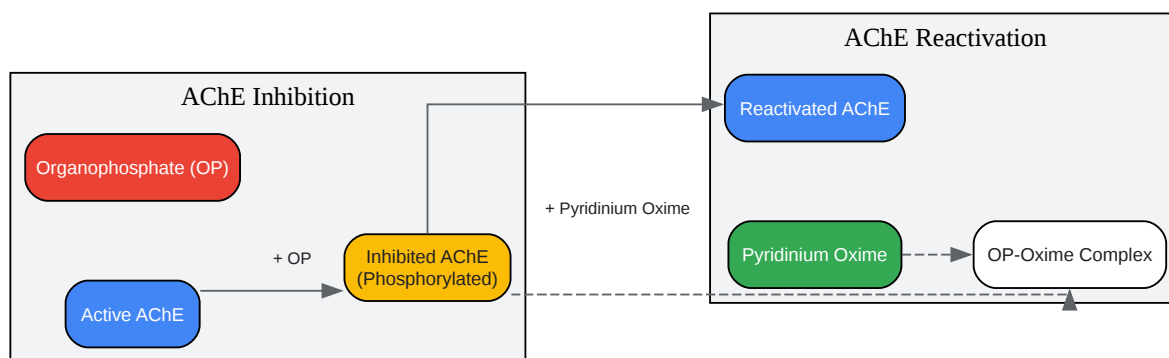 AChE Inhibition
Organophosphate (OP)
Active AChE
+ OP
Inhibited AChE
(Phosphorylated)
+ Pyridinium Oxime
AChE Reactivation
Reactivated AChE
Pyridinium Oxime
OP-Oxime Complex